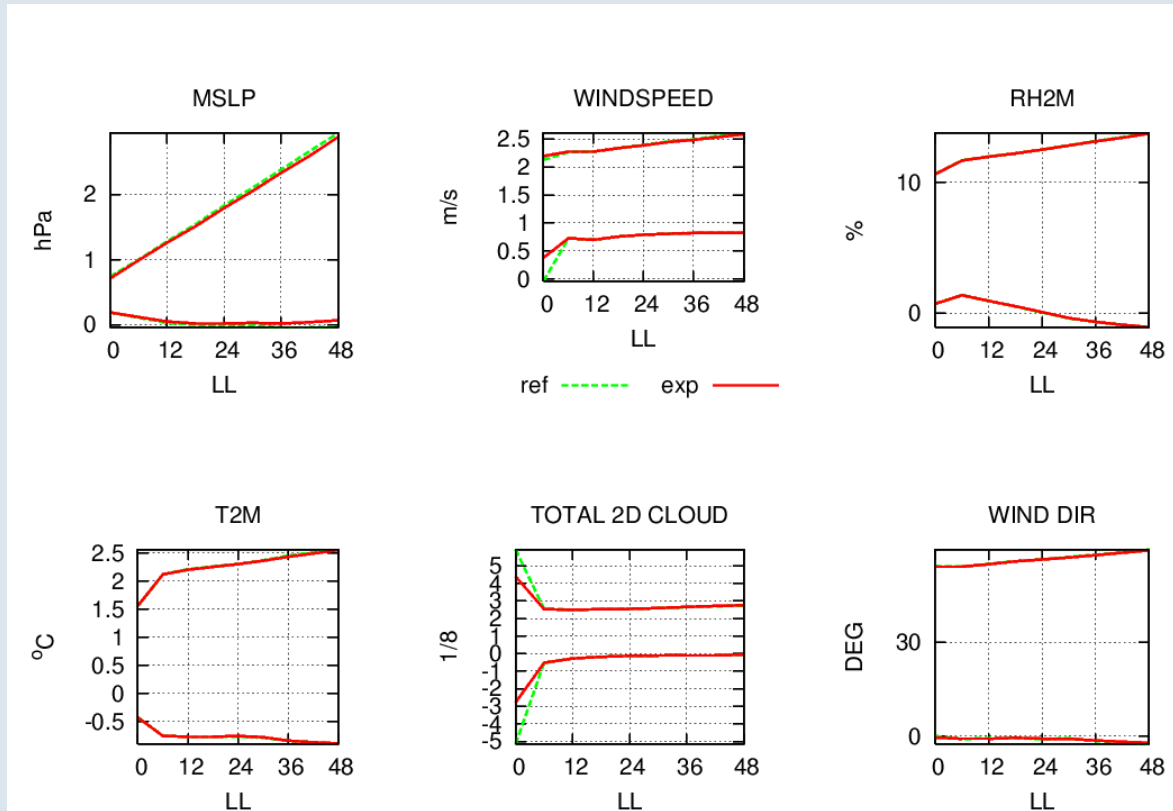 MSLP
hPa
2
1
0
0 12 24 36 48
LL
WINDSPEED
m/s
2.5
2
1.5
1
0.5
0
0 12 24 36 48
LL
RH2M
%
10
0
0 12 24 36 48
LL
ref exp
T2M
oC
2.5
2
1.5
1
0.5
0
-0.5
0 12 24 36 48
LL
TOTAL 2D CLOUD
1/8
5
4
3
2
1
0
-1
-2
-3
-4
-5
0 12 24 36 48
LL
WIND DIR
DEG
30
0
0 12 24 36 48
LL